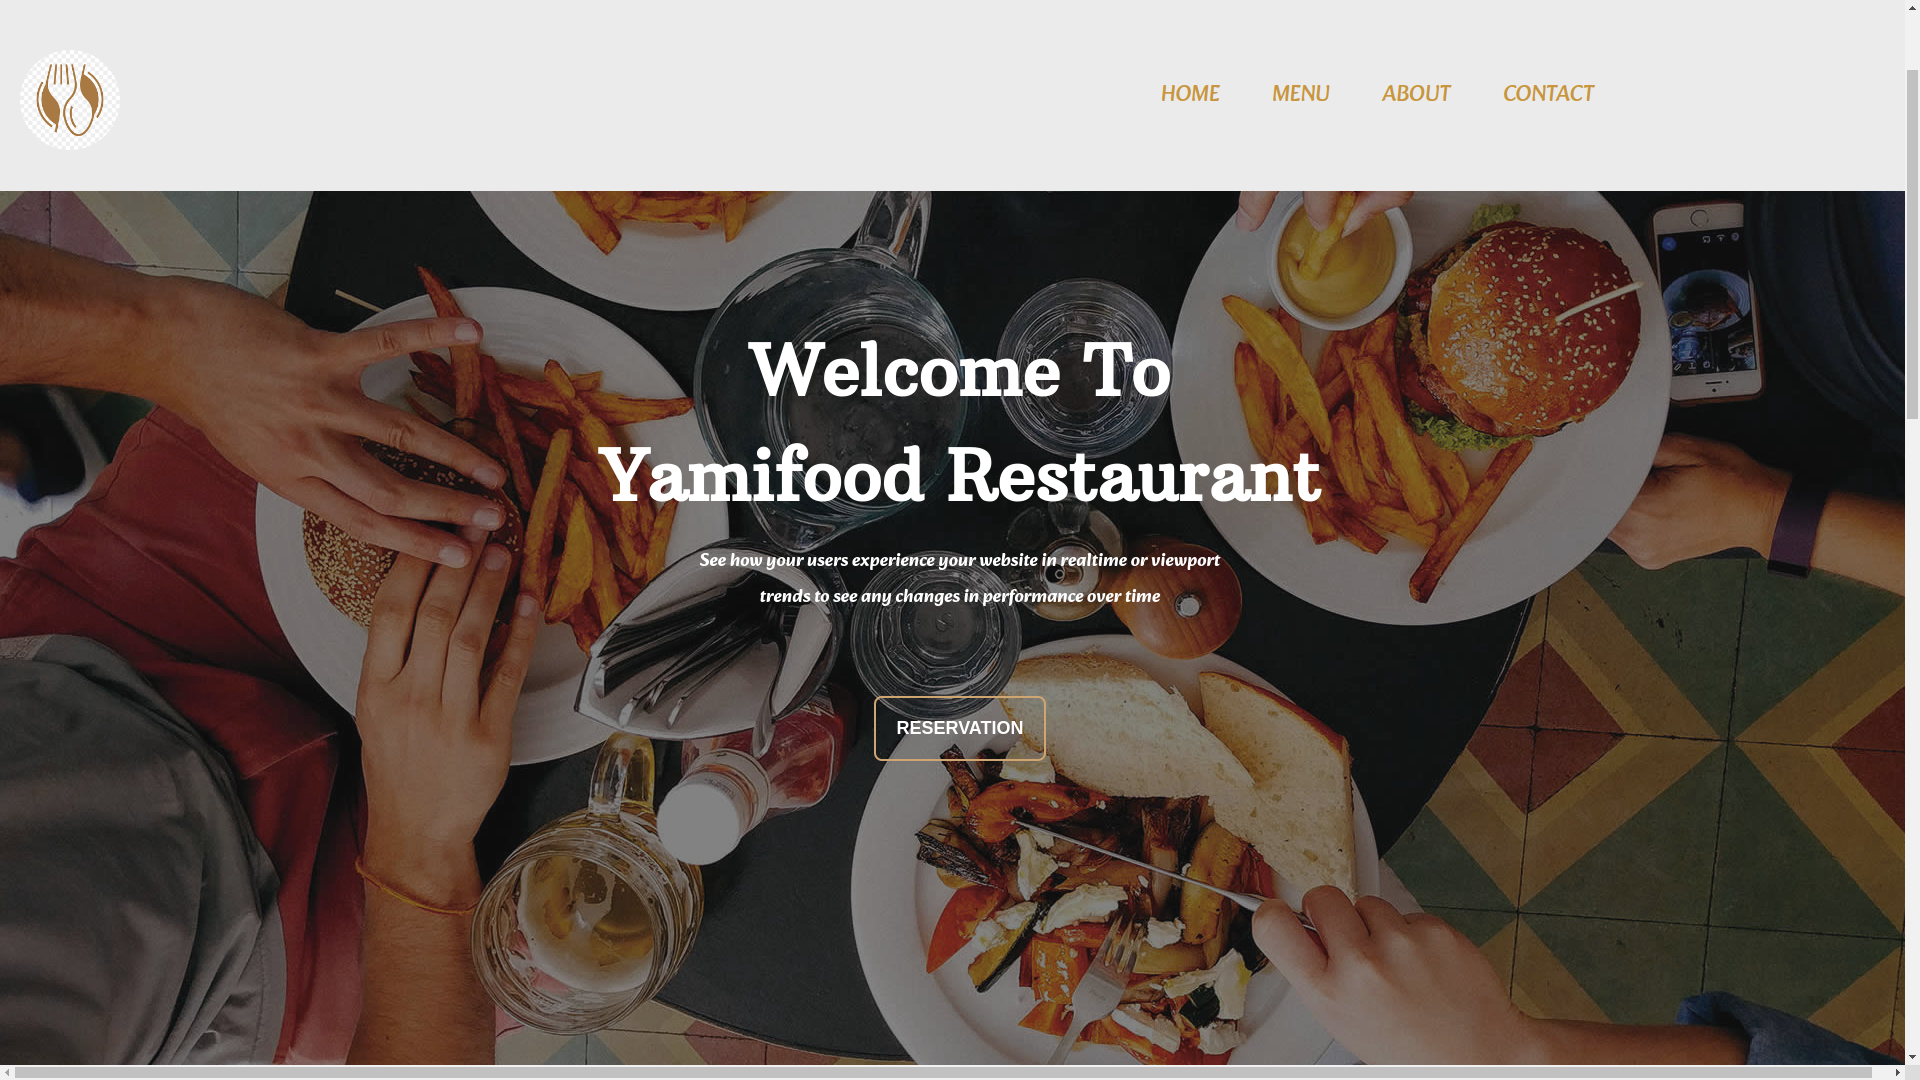 HOME MENU ABOUT CONTACT
Welcome To
Yamifood Restaurant
See how your users experience your website in realtime or viewport
trends to see any changes in performance over time
RESERVATION